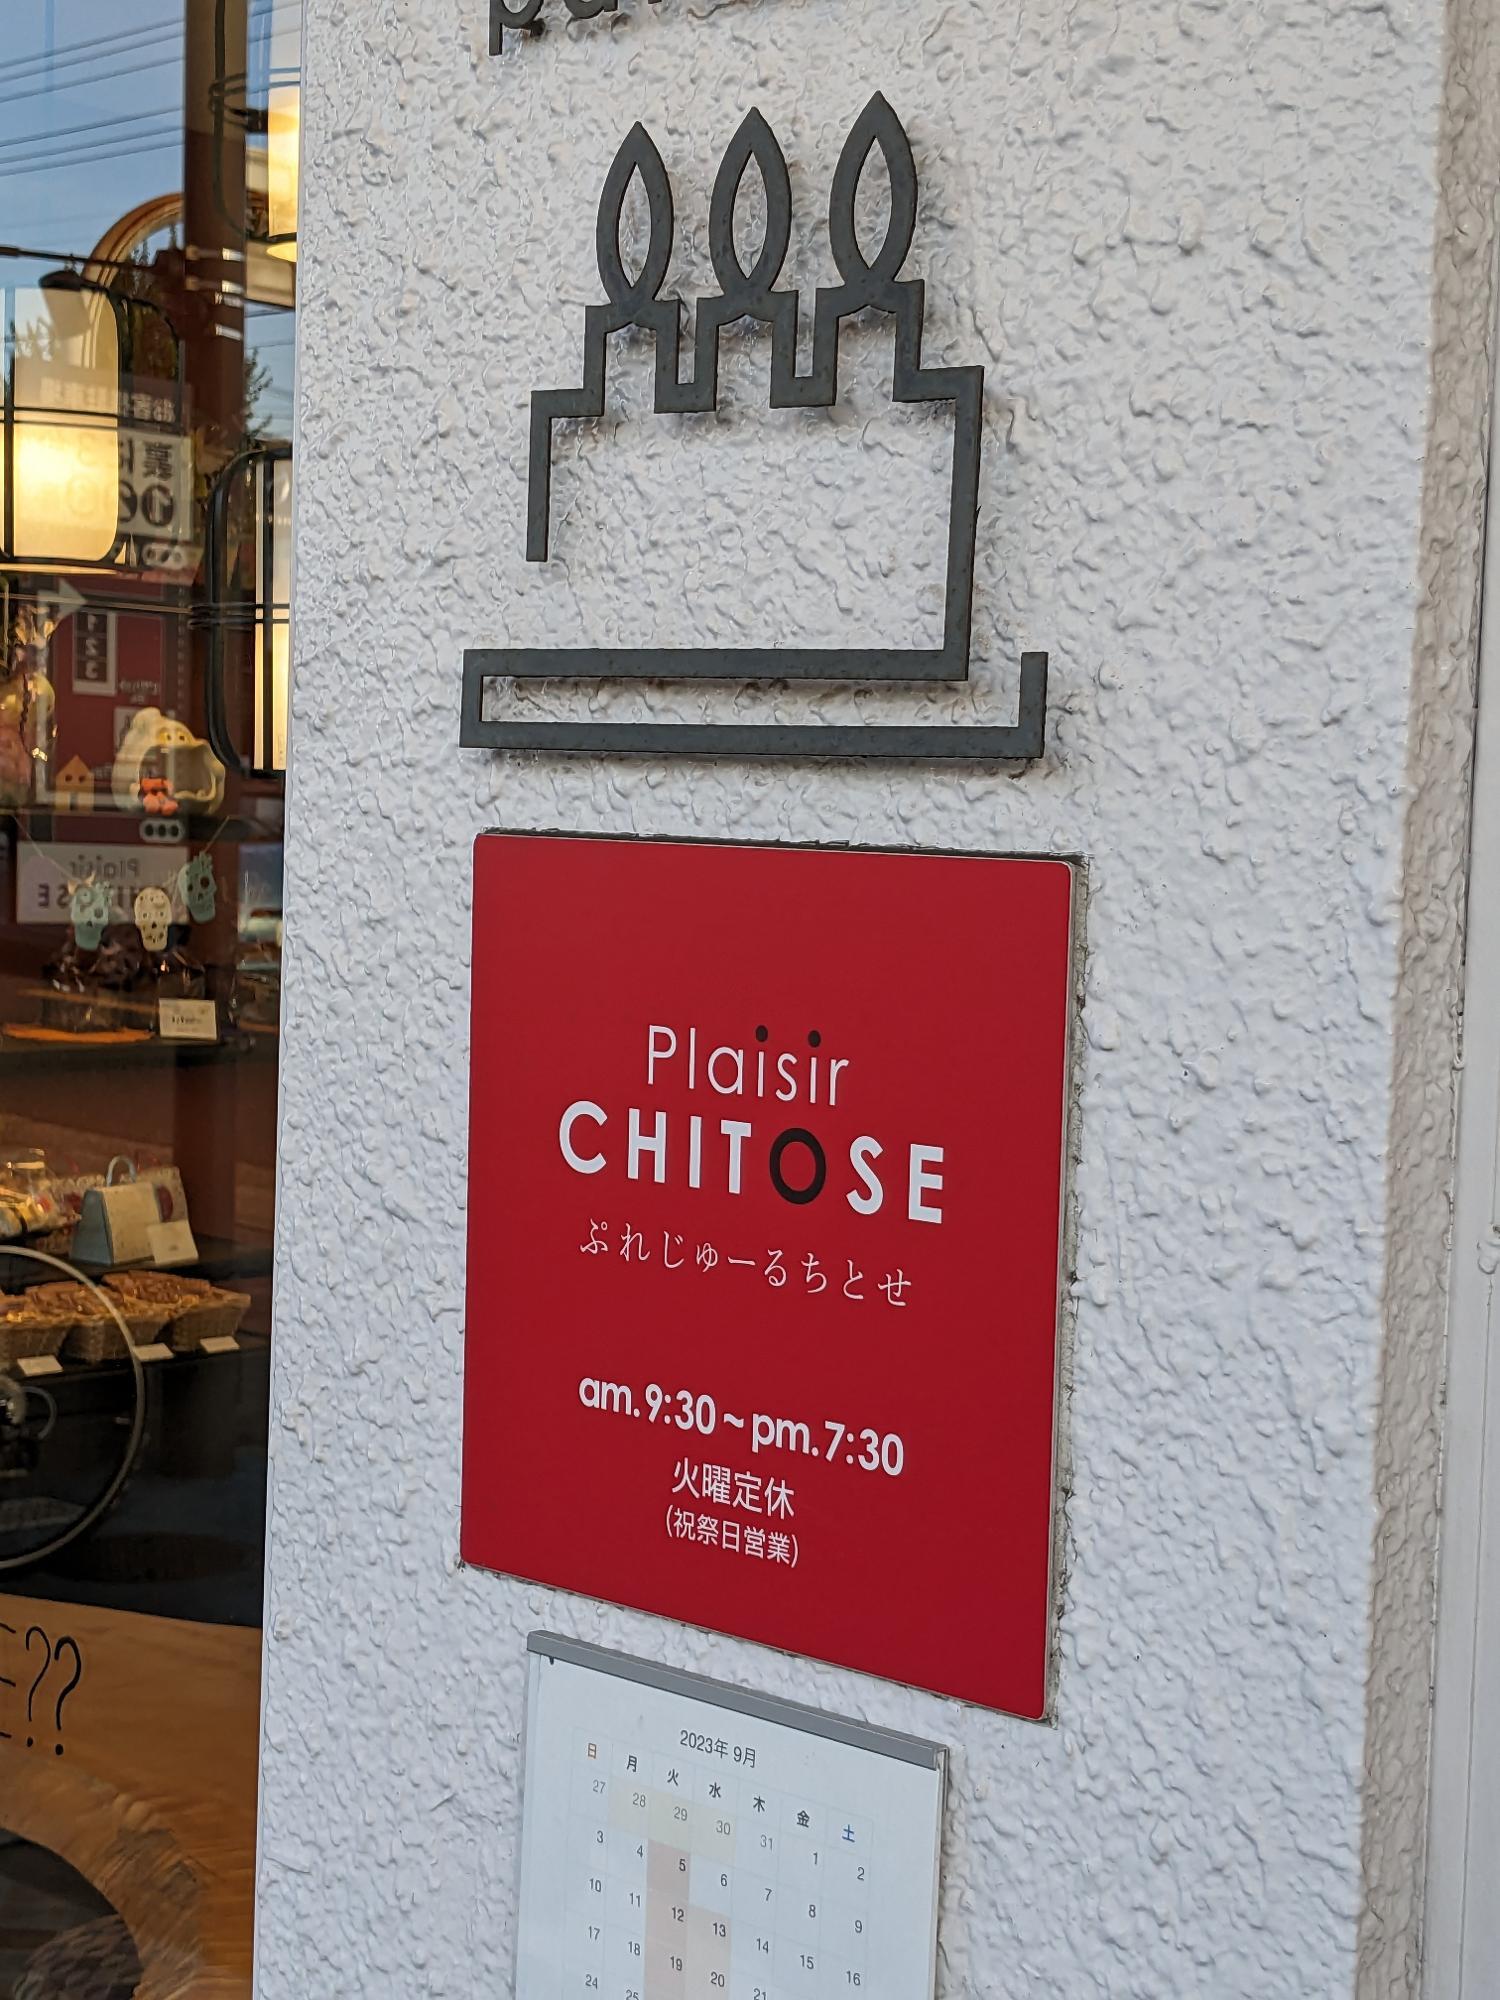 Plaisir
CHITOSE
ぷれじゅーるちとせ
am.9:30~pm.7:30
火曜定休
(祝祭日営業)
2023年 9月
日 月 火 水 木 金 土
27 28 29 30 31 1 2
3 4 5 6 7 8 9
10 11 12 13 14 15 16
17 18 19 20 21
24 25
??